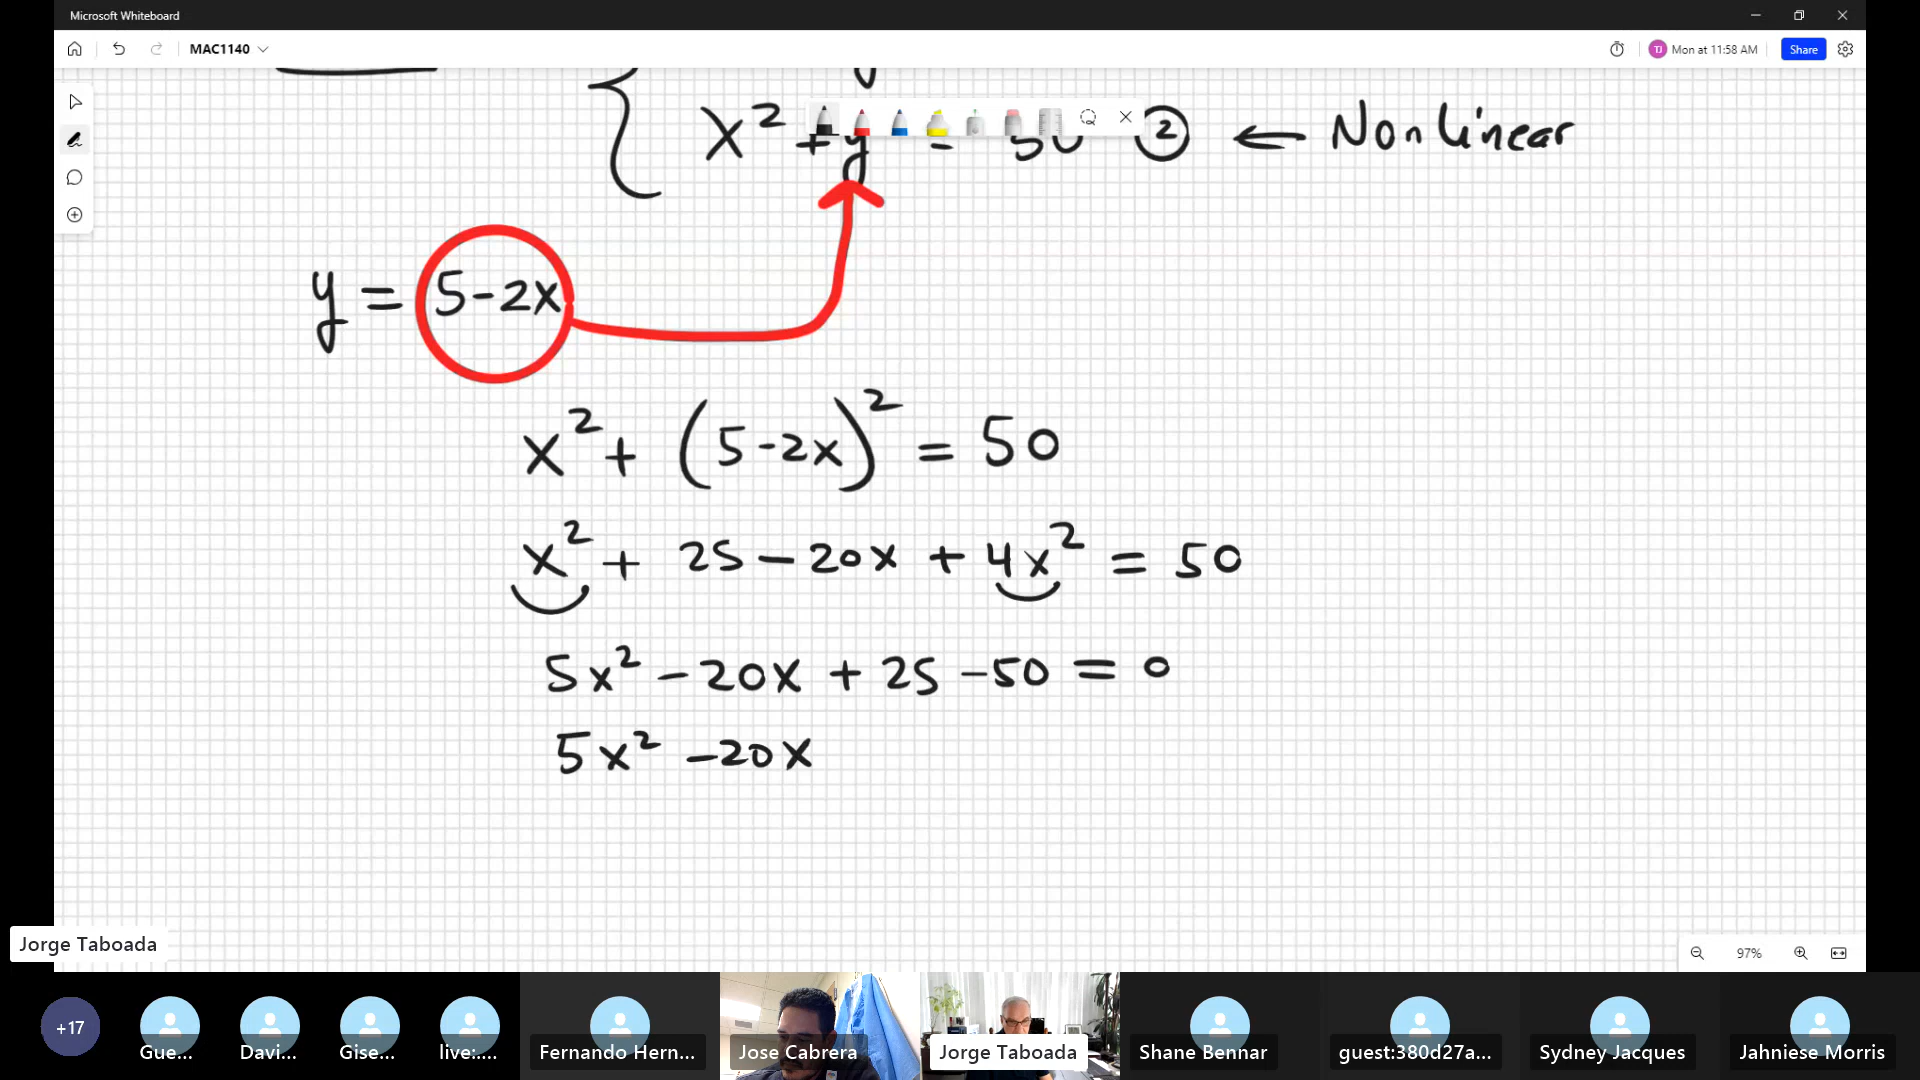 Microsoft Whiteboard
MAC1140
TJ Mon at 11:58 AM Share
x² + y = 50 ② ← Nonlinear
y = 5-2x
x² + (5-2x)² = 50
x² + 25 - 20x + 4x² = 50
5x² - 20x + 25 - 50 = 0
5x² - 20x
97%
Jorge Taboada
+17 Gue... Davi... Gise... live:.... Fernando Hern... Jose Cabrera Jorge Taboada Shane Bennar guest:380d27a... Sydney Jacques Jahniese Morris